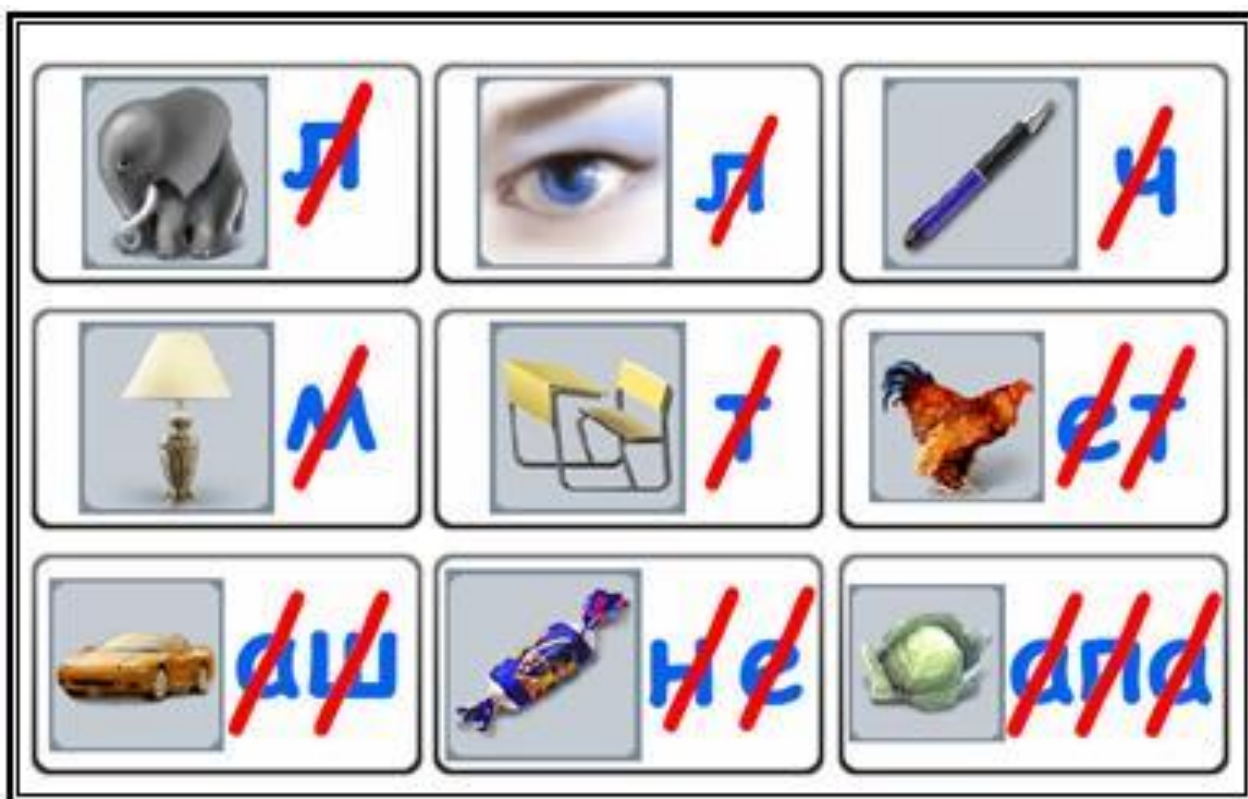 л л ч
м т ет
аш не апа